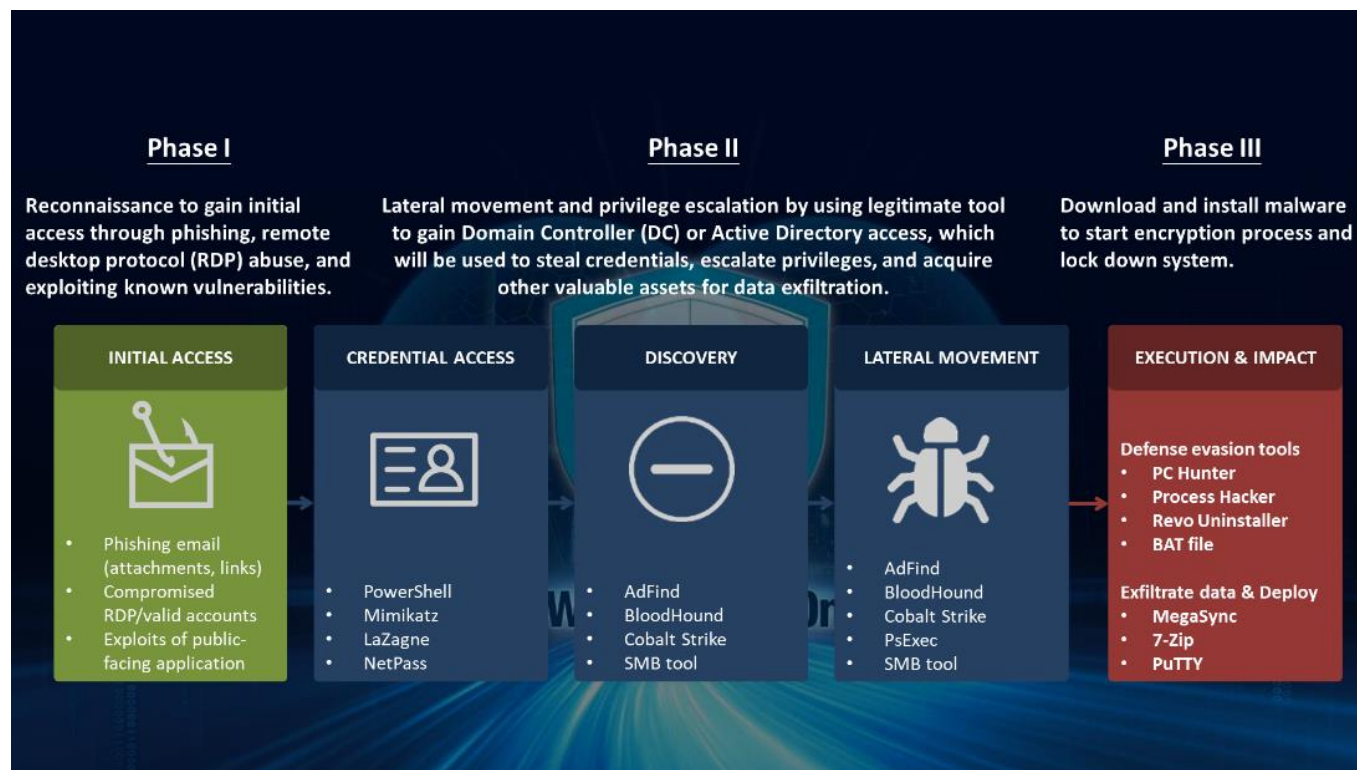 Phase I
Reconnaissance to gain initial
access through phishing, remote
desktop protocol (RDP) abuse, and
exploiting known vulnerabilities.
Phase II
Lateral movement and privilege escalation by using legitimate tool
to gain Domain Controller (DC) or Active Directory access, which
will be used to steal credentials, escalate privileges, and acquire
other valuable assets for data exfiltration.
Phase III
Download and install malware
to start encryption process and
lock down system.
INITIAL ACCESS
• Phishing email
(attachments, links)
• Compromised
RDP/valid accounts
• Exploits of public-
facing application
CREDENTIAL ACCESS
• PowerShell
• Mimikatz
• LaZagne
• NetPass
DISCOVERY
• AdFind
• BloodHound
• Cobalt Strike
• SMB tool
LATERAL MOVEMENT
• AdFind
• BloodHound
• Cobalt Strike
• PsExec
• SMB tool
EXECUTION & IMPACT
Defense evasion tools
• PC Hunter
• Process Hacker
• Revo Uninstaller
• BAT file
Exfiltrate data & Deploy
• MegaSync
• 7-Zip
• PuTTY